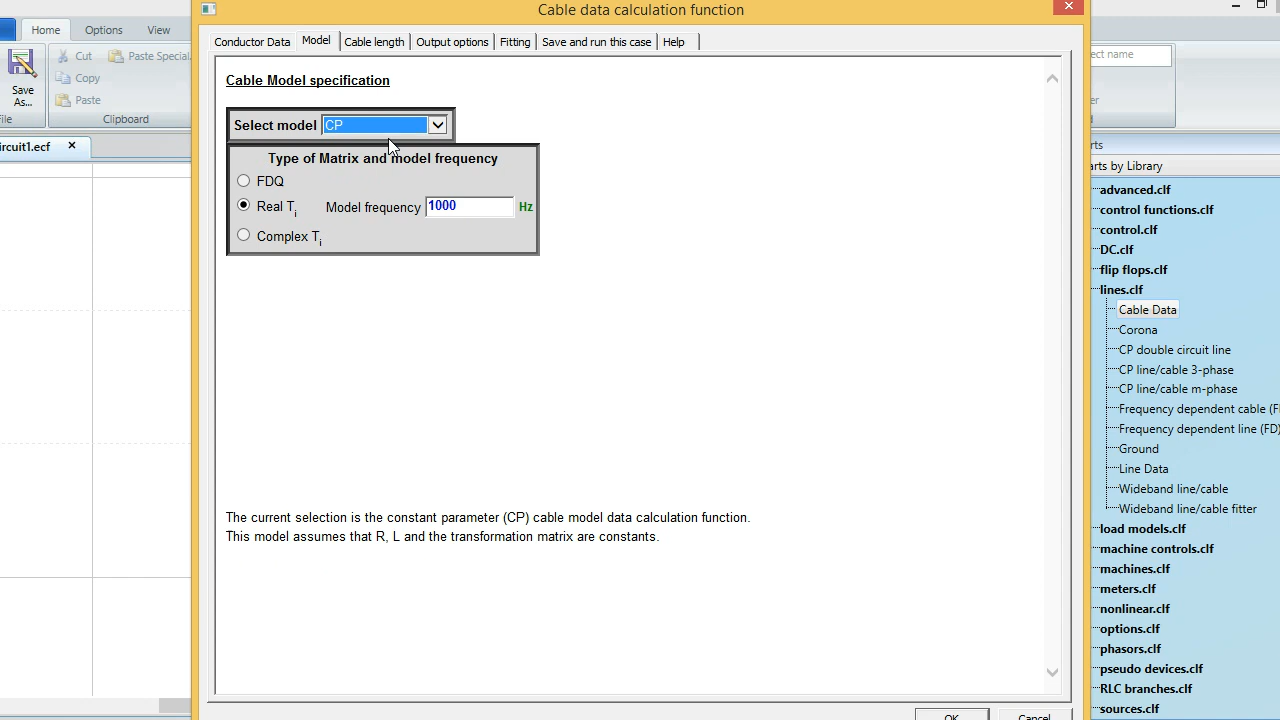 Cable data calculation function
Home Options View
Save As...
Cut
Copy
Paste
Paste Special
File
Clipboard
ircuit1.ecf
Conductor Data Model Cable length Output options Fitting Save and run this case Help
Cable Model specification
Select model CP
Type of Matrix and model frequency
FDQ
Real Ti Model frequency 1000 Hz
Complex Ti
The current selection is the constant parameter (CP) cable model data calculation function.
This model assumes that R, L and the transformation matrix are constants.
OK Cancel
ect name
er
rts
arts by Library
advanced.clf
control functions.clf
control.clf
DC.clf
flip flops.clf
lines.clf
Cable Data
Corona
CP double circuit line
CP line/cable 3-phase
CP line/cable m-phase
Frequency dependent cable (F
Frequency dependent line (FD)
Ground
Line Data
Wideband line/cable
Wideband line/cable fitter
load models.clf
machine controls.clf
machines.clf
meters.clf
nonlinear.clf
options.clf
phasors.clf
pseudo devices.clf
RLC branches.clf
sources.clf